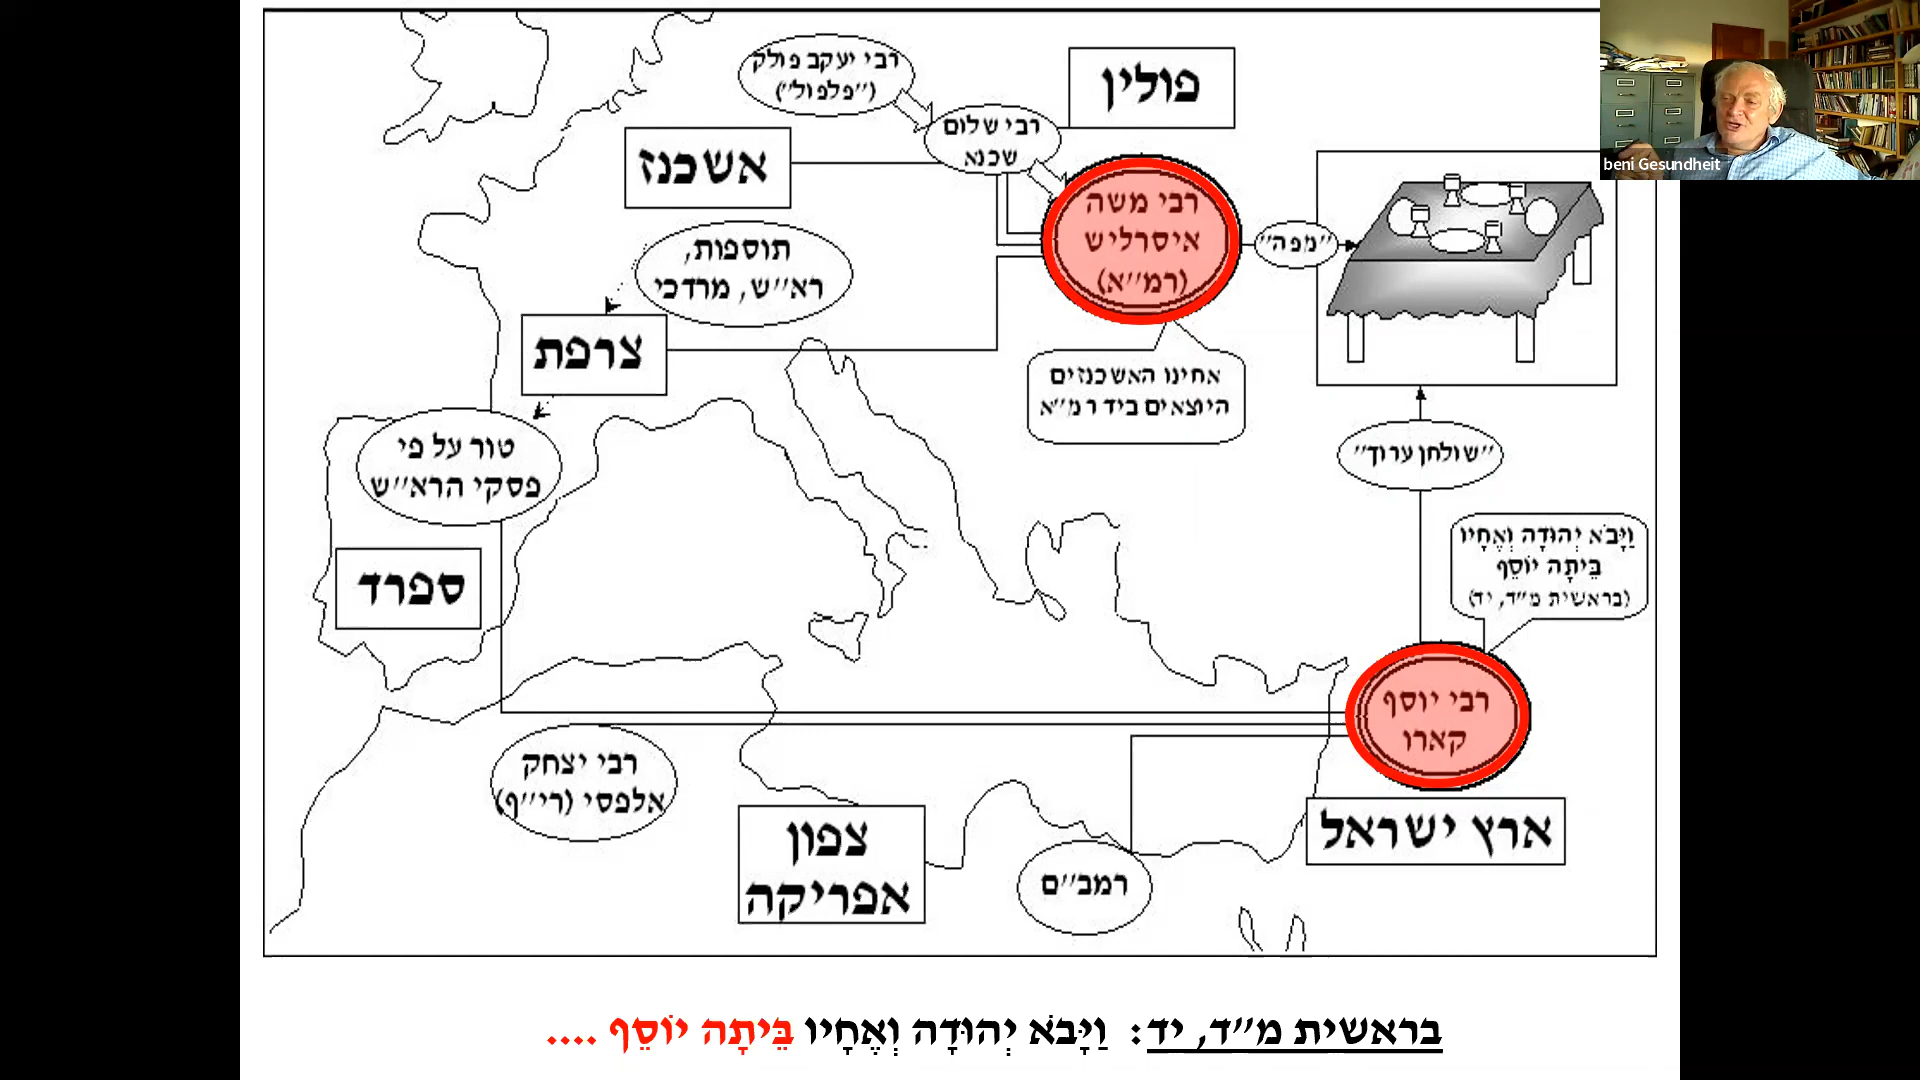 רבי יעקב פולק
("פלפול")
פולין
רבי שלום
שכנא
אשכנז
beni Gesundheit
רבי משה
איסרליש
(רמ"א)
"מפה"
תוספות,
רא"ש, מרדכי
צרפת
אחינו האשכנזים
היוצאים ביד רמ"א
טור על פי
פסקי הרא"ש
"שולחן ערוך"
וַיָּבֹא יְהוּדָה וְאֶחָיו
בֵּיתָה יוֹסֵף
(בראשית מ"ד, יד)
ספרד
רבי יוסף
קארו
רבי יצחק
אלפסי (רי"ף)
צפון
אפריקה
ארץ ישראל
רמב"ם
בראשית מ"ד, יד: וַיָּבֹא יְהוּדָה וְאֶחָיו בֵּיתָה יוֹסֵף ....